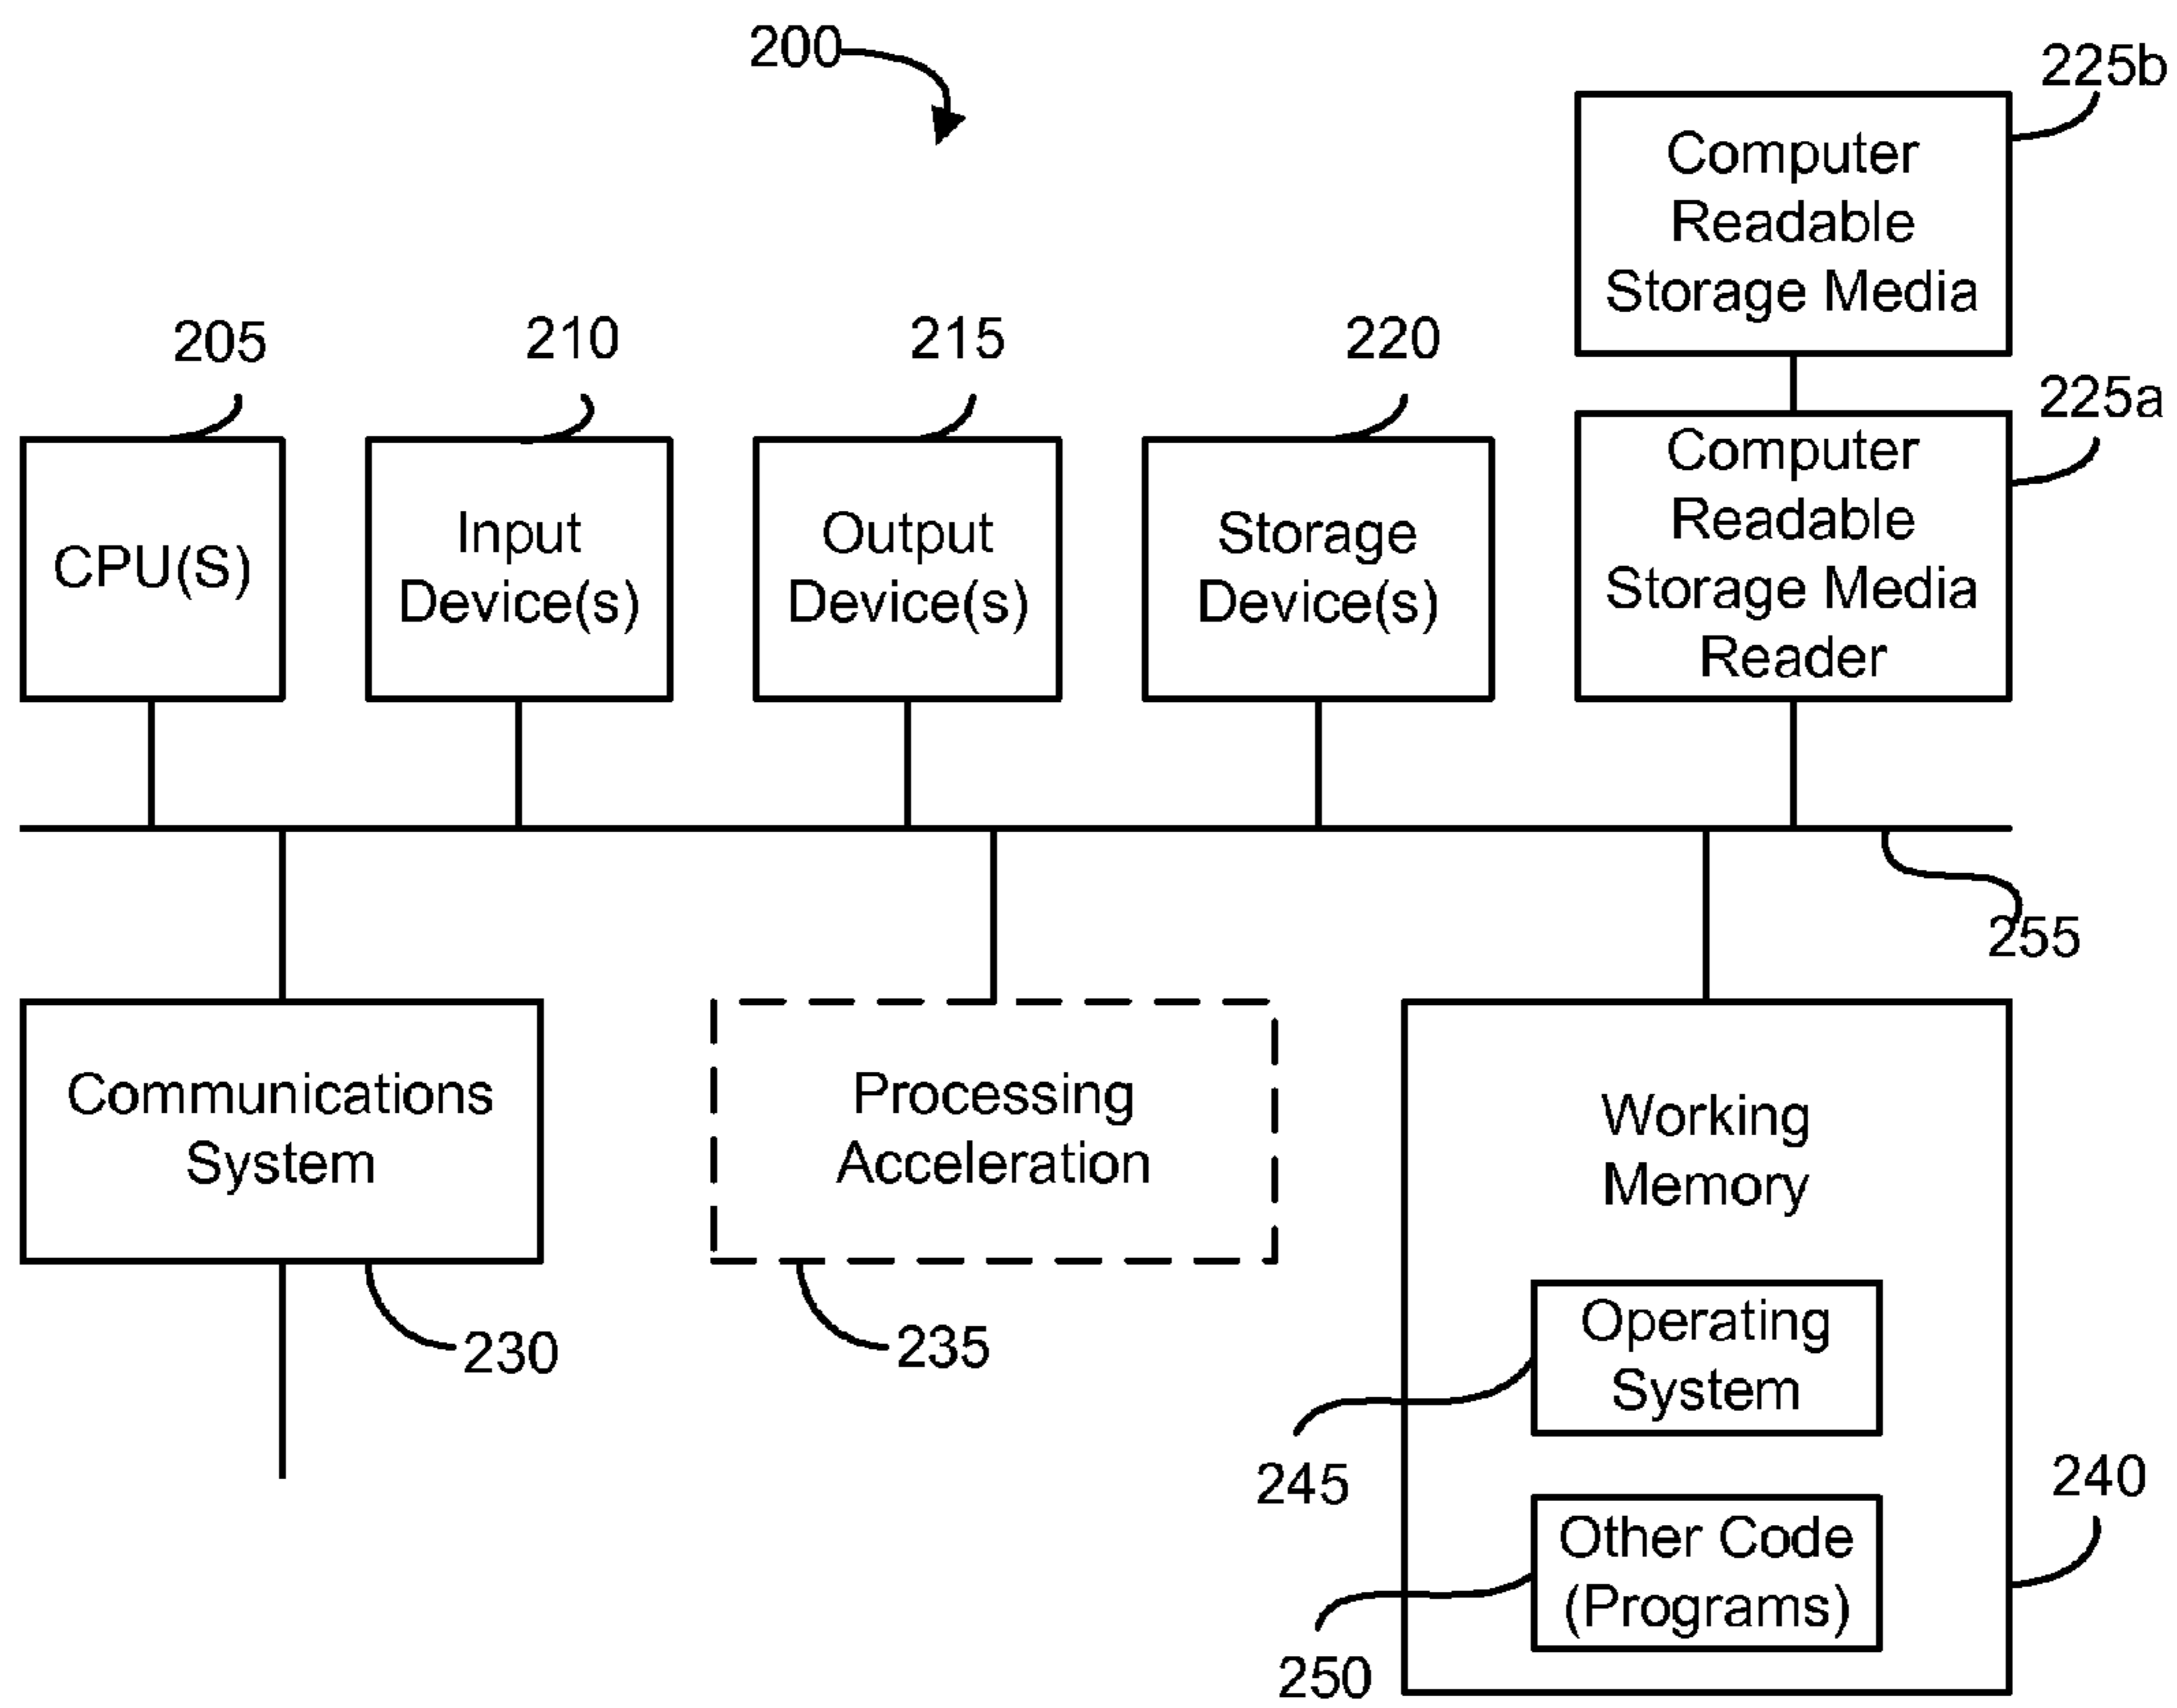 200
225b
Computer
Readable
Storage Media
205
210
215
220
225a
CPU(S)
Input
Device(s)
Output
Device(s)
Storage
Device(s)
Computer
Readable
Storage Media
Reader
255
Communications
System
230
Processing
Acceleration
235
Working
Memory
Operating
System
245
240
Other Code
(Programs)
250